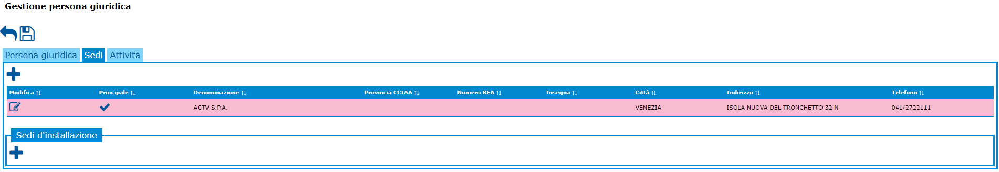 Gestione persona giuridica
Persona giuridica Sedi Attività
Modifica Principale Denominazione Provincia CCIAA Numero REA Insegna Città Indirizzo Telefono
ACTV S.P.A. VENEZIA ISOLA NUOVA DEL TRONCHETTO 32 N 041/2722111
Sedi d'installazione